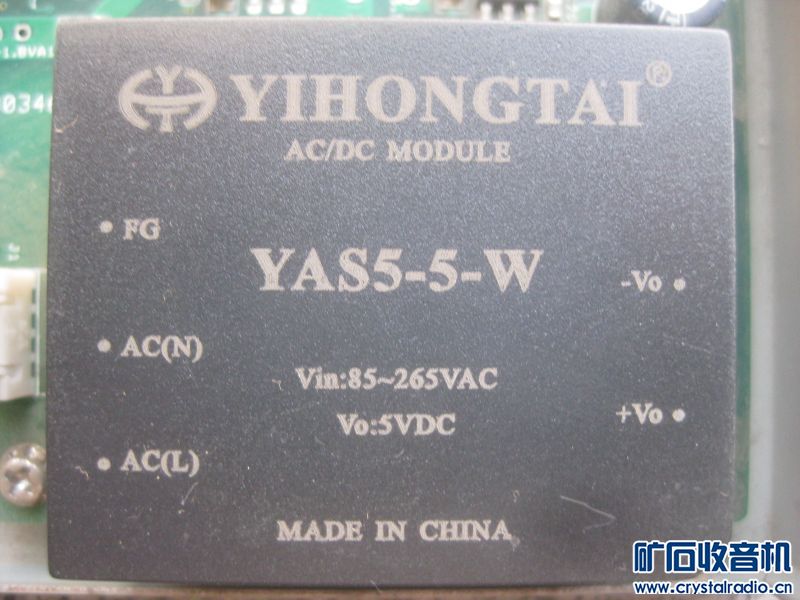 YIHONGTAI®
AC/DC MODULE
FG
YAS5-5-W
-Vo
AC(N)
Vin:85~265VAC
+Vo
Vo:5VDC
AC(L)
MADE IN CHINA
矿石收音机
www.crystalradio.cn